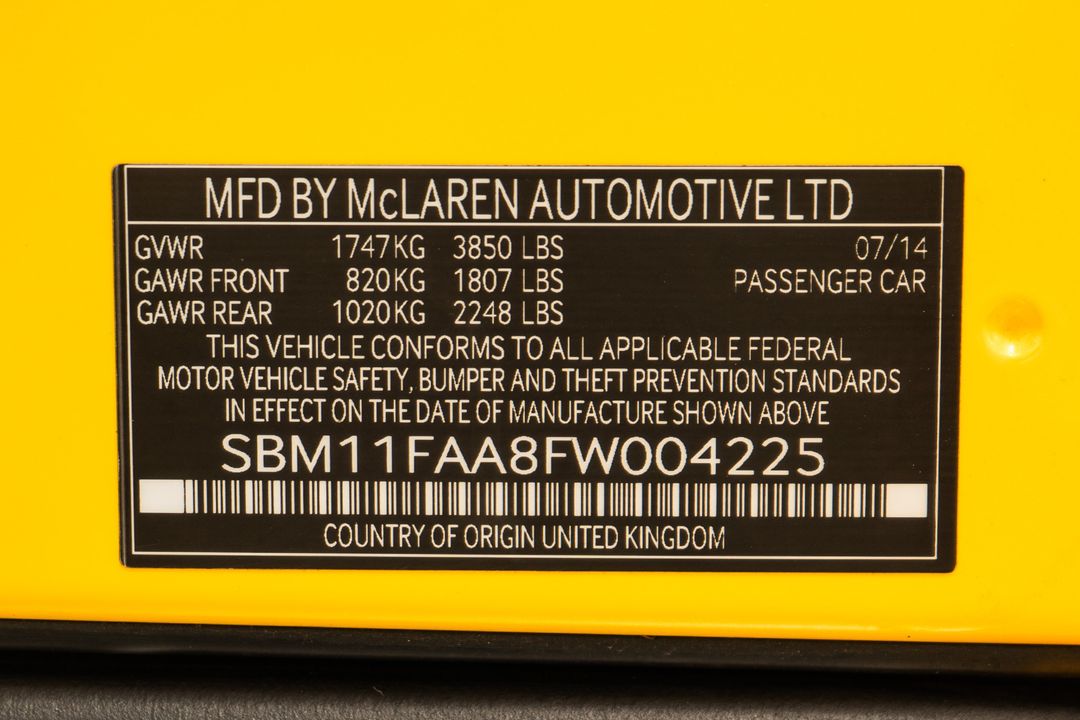 MFD BY McLAREN AUTOMOTIVE LTD
GVWR 1747KG 3850 LBS 07/14
GAWR FRONT 820KG 1807 LBS PASSENGER CAR
GAWR REAR 1020KG 2248 LBS
THIS VEHICLE CONFORMS TO ALL APPLICABLE FEDERAL
MOTOR VEHICLE SAFETY, BUMPER AND THEFT PREVENTION STANDARDS
IN EFFECT ON THE DATE OF MANUFACTURE SHOWN ABOVE
SBM11FAA8FW004225
COUNTRY OF ORIGIN UNITED KINGDOM